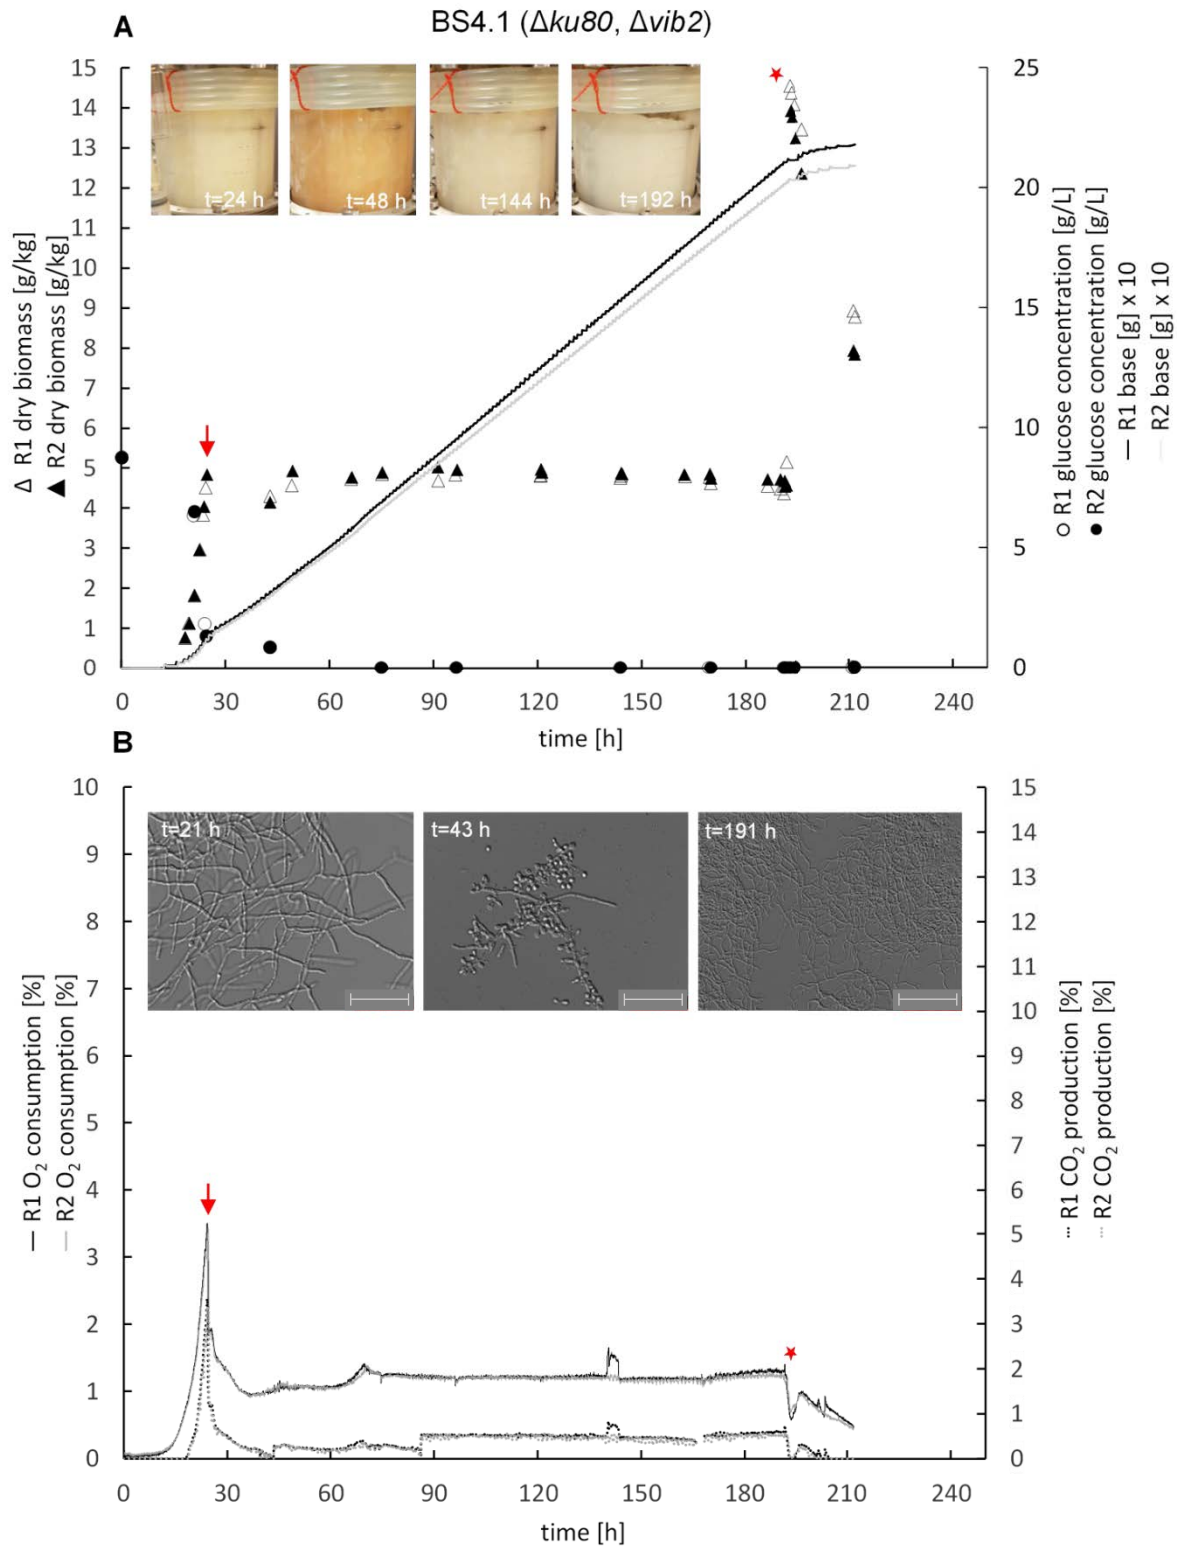 A
BS4.1 (Δku80, Δvib2)
15
14
13
12
11
10
9
8
7
6
5
4
3
2
1
0
Δ R1 dry biomass [g/kg]
▲ R2 dry biomass [g/kg]
t=24 h
t=48 h
t=144 h
t=192 h
25
20
15
10
5
0
○ R1 glucose concentration [g/L]
● R2 glucose concentration [g/L]
— R1 base [g] x 10
— R2 base [g] x 10
0 30 60 90 120 150 180 210 240
time [h]
B
10
9
8
7
6
5
4
3
2
1
0
— R1 O₂ consumption [%]
— R2 O₂ consumption [%]
t=21 h
t=43 h
t=191 h
15
14
13
12
11
10
9
8
7
6
5
4
3
2
1
0
R1 CO₂ production [%]
R2 CO₂ production [%]
0 30 60 90 120 150 180 210 240
time [h]